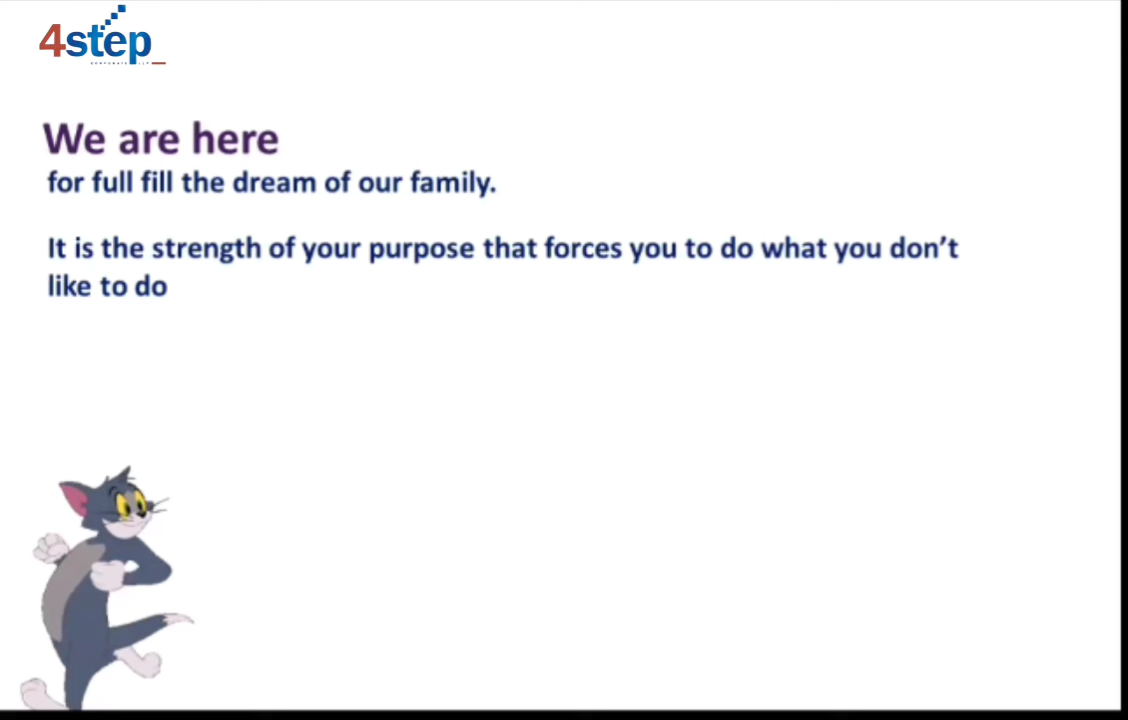 4step
We are here
for full fill the dream of our family.
It is the strength of your purpose that forces you to do what you don’t
like to do